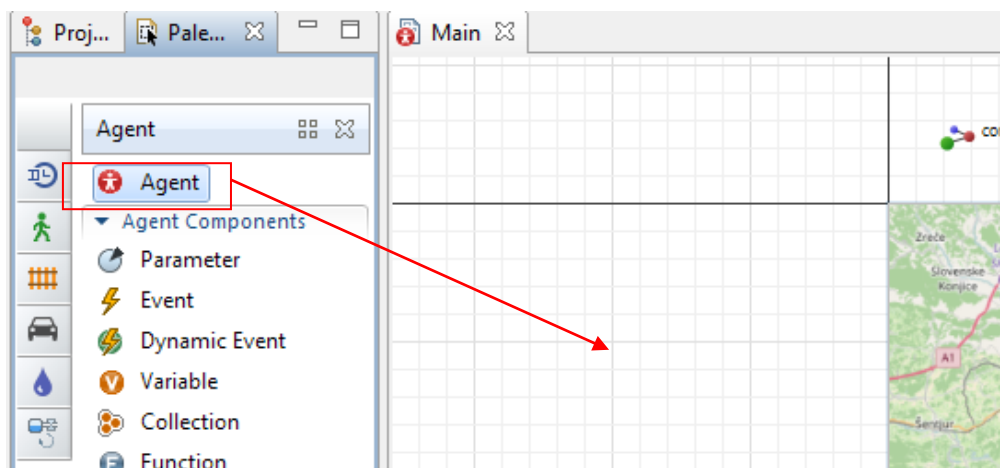 Proj... Pale... Main
Agent
Agent
Agent Components
Parameter
Event
Dynamic Event
Variable
Collection
Function
Zreče
Slovenske
Konjice
A1
Šentjur